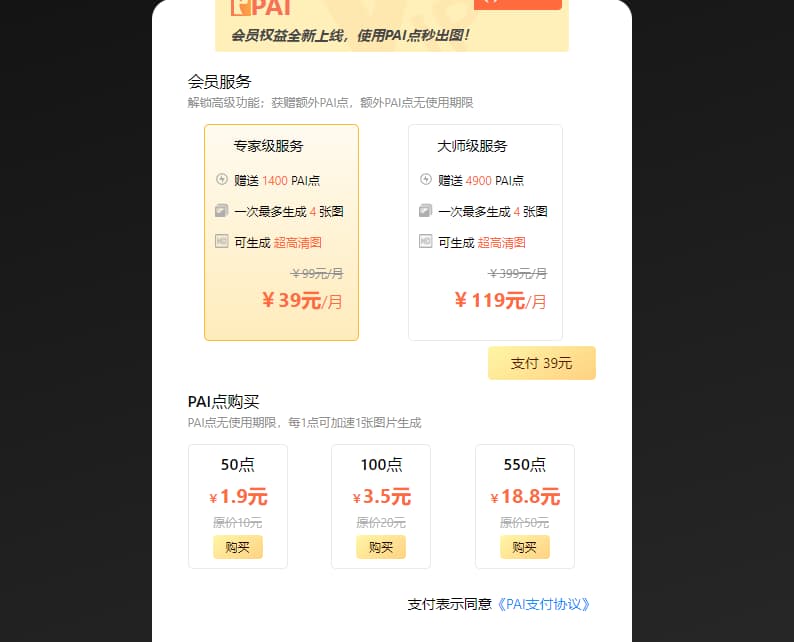 PAI
会员权益全新上线，使用PAI点秒出图！
会员服务
解锁高级功能；获赠额外PAI点，额外PAI点无使用期限
专家级服务
赠送 1400 PAI点
一次最多生成 4 张图
HD 可生成 超高清图
￥99元/月
￥39元/月
大师级服务
赠送 4900 PAI点
一次最多生成 4 张图
HD 可生成 超高清图
￥399元/月
￥119元/月
支付 39元
PAI点购买
PAI点无使用期限，每1点可加速1张图片生成
50点
￥1.9元
原价10元
购买
100点
￥3.5元
原价20元
购买
550点
￥18.8元
原价50元
购买
支付表示同意《PAI支付协议》